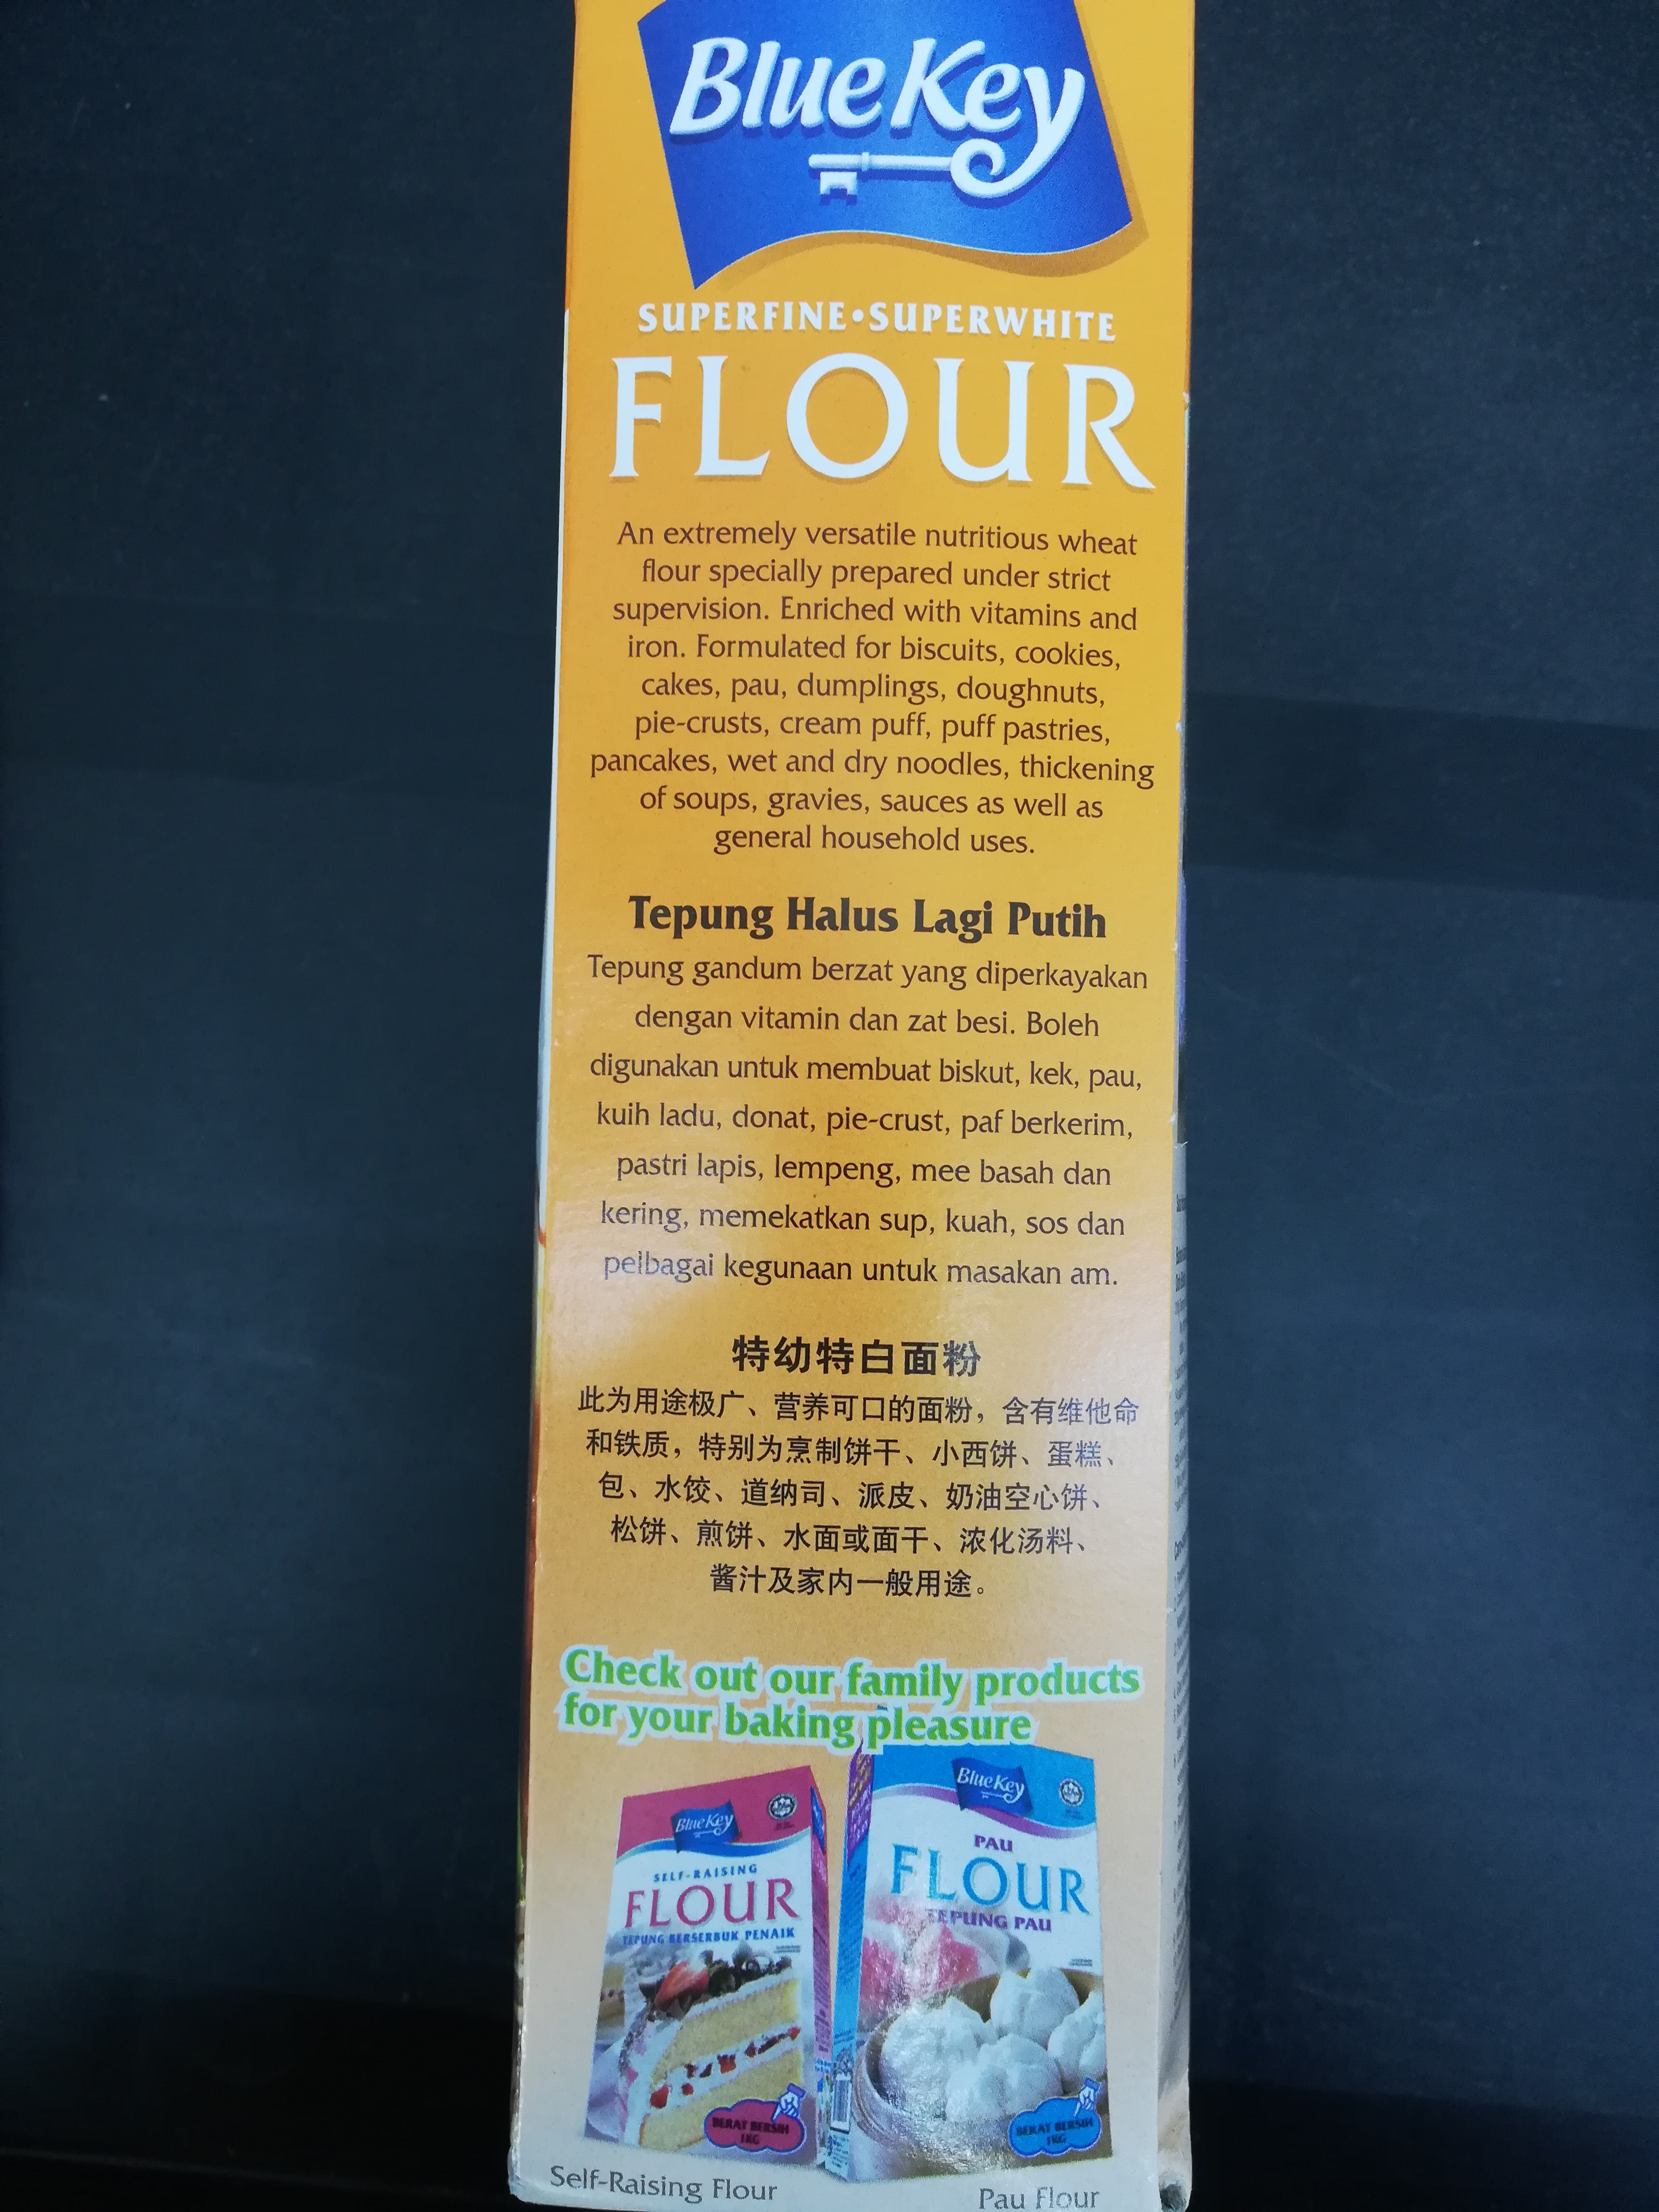 Blue Key
SUPERFINE•SUPERWHITE
FLOUR
An extremely versatile nutritious wheat
flour specially prepared under strict
supervision. Enriched with vitamins and
iron. Formulated for biscuits, cookies,
cakes, pau, dumplings, doughnuts,
pie-crusts, cream puff, puff pastries,
pancakes, wet and dry noodles, thickening
of soups, gravies, sauces as well as
general household uses.
Tepung Halus Lagi Putih
Tepung gandum berzat yang diperkayakan
dengan vitamin dan zat besi. Boleh
digunakan untuk membuat biskut, kek, pau,
kuih ladu, donat, pie-crust, paf berkerim,
pastri lapis, lempeng, mee basah dan
kering, memekatkan sup, kuah, sos dan
pelbagai kegunaan untuk masakan am.
特幼特白面粉
此为用途极广、营养可口的面粉，含有维他命
和铁质，特别为烹制饼干、小西饼、蛋糕、
包、水饺、道纳司、派皮、奶油空心饼、
松饼、煎饼、水面或面干、浓化汤料、
酱汁及家内一般用途。
Check out our family products
for your baking pleasure
Blue Key
SELF-RAISING
FLOUR
TEPUNG BERSERBUK PENAIK
BERAT BERSIH
1KG
Blue Key
PAU
FLOUR
TEPUNG PAU
BERAT BERSIH
1KG
Self-Raising Flour
Pau Flour